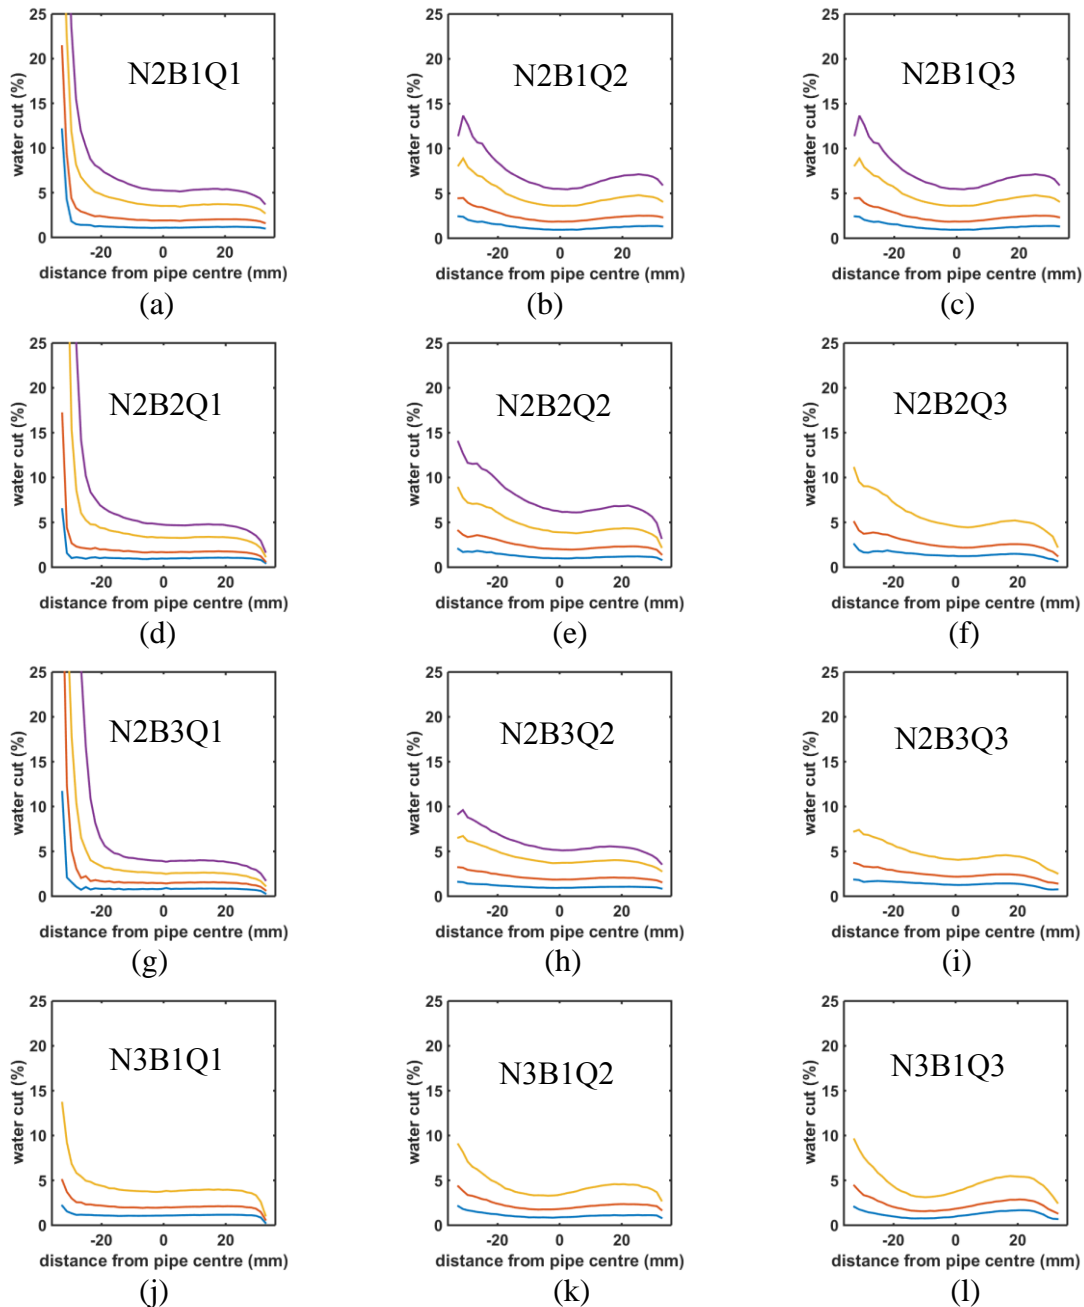 25
20
15
10
5
0
water cut (%)
N2B1Q1
-20 0 20
distance from pipe centre (mm)
(a)
25
20
15
10
5
0
water cut (%)
N2B1Q2
-20 0 20
distance from pipe centre (mm)
(b)
25
20
15
10
5
0
water cut (%)
N2B1Q3
-20 0 20
distance from pipe centre (mm)
(c)
25
20
15
10
5
0
water cut (%)
N2B2Q1
-20 0 20
distance from pipe centre (mm)
(d)
25
20
15
10
5
0
water cut (%)
N2B2Q2
-20 0 20
distance from pipe centre (mm)
(e)
25
20
15
10
5
0
water cut (%)
N2B2Q3
-20 0 20
distance from pipe centre (mm)
(f)
25
20
15
10
5
0
water cut (%)
N2B3Q1
-20 0 20
distance from pipe centre (mm)
(g)
25
20
15
10
5
0
water cut (%)
N2B3Q2
-20 0 20
distance from pipe centre (mm)
(h)
25
20
15
10
5
0
water cut (%)
N2B3Q3
-20 0 20
distance from pipe centre (mm)
(i)
25
20
15
10
5
0
water cut (%)
N3B1Q1
-20 0 20
distance from pipe centre (mm)
(j)
25
20
15
10
5
0
water cut (%)
N3B1Q2
-20 0 20
distance from pipe centre (mm)
(k)
25
20
15
10
5
0
water cut (%)
N3B1Q3
-20 0 20
distance from pipe centre (mm)
(l)